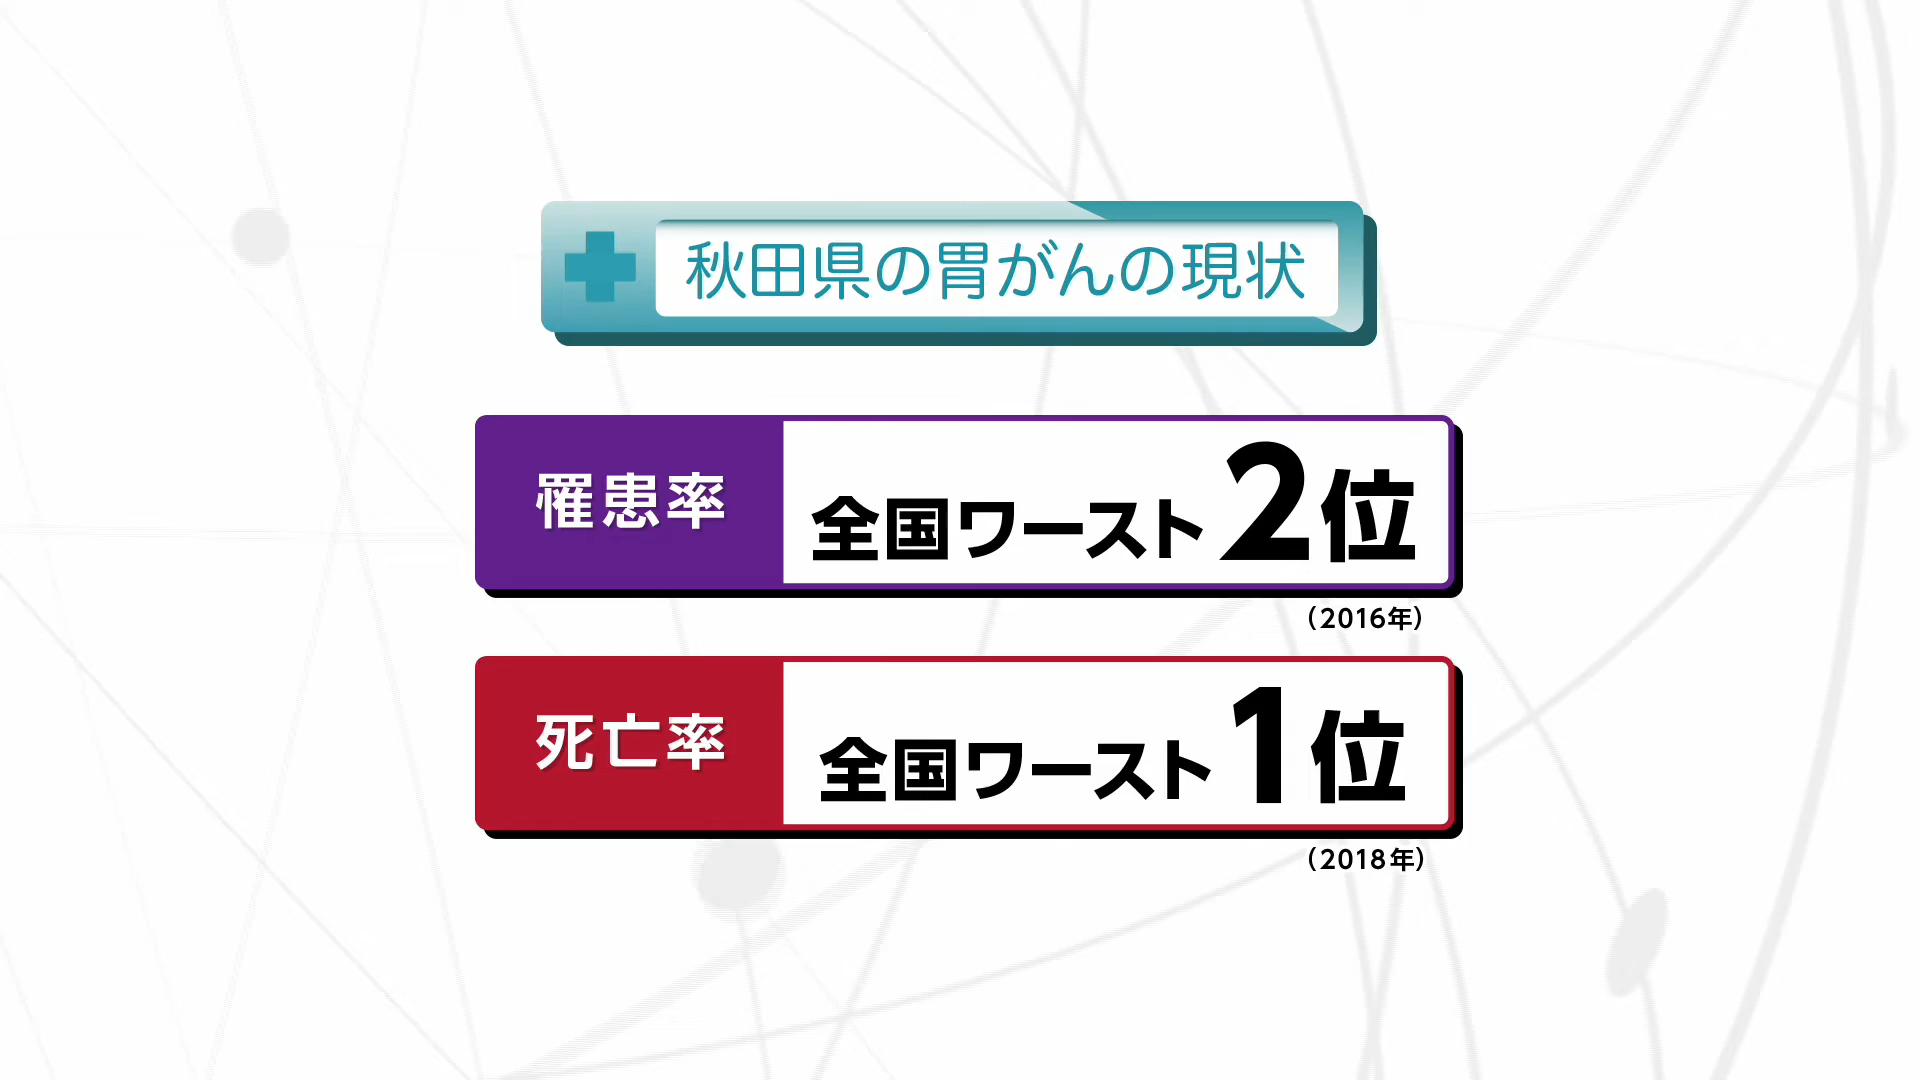 秋田県の胃がんの現状
罹患率 全国ワースト2位
（2016年）
死亡率 全国ワースト1位
（2018年）